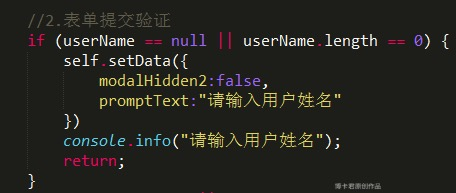 //2.表单提交验证
if (userName == null || userName.length == 0) {
    self.setData({
        modalHidden2:false,
        promptText:"请输入用户姓名"
    })
    console.info("请输入用户姓名");
    return;
}
博卡君原创作品